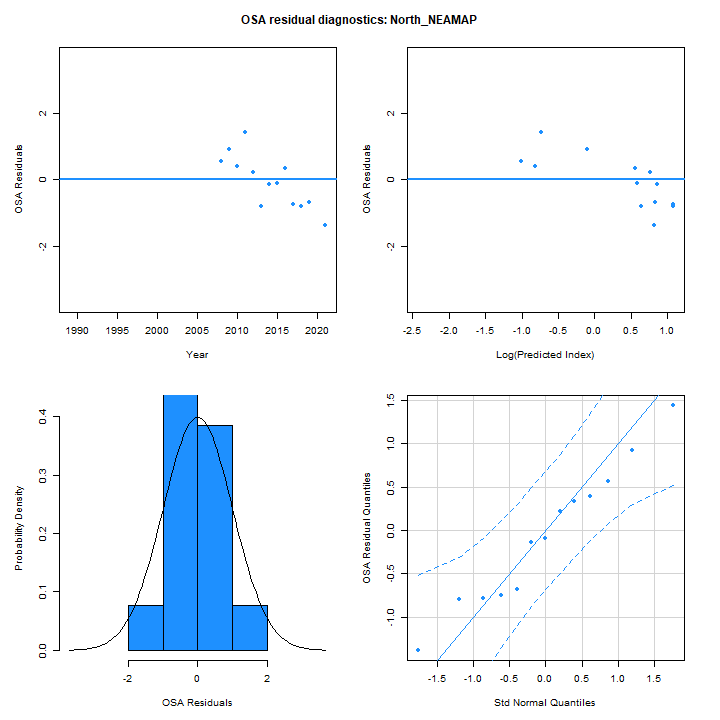 OSA residual diagnostics: North_NEAMAP
OSA Residuals
2
0
-2
1990 1995 2000 2005 2010 2015 2020
Year
OSA Residuals
2
0
-2
-2.5 -2.0 -1.5 -1.0 -0.5 0.0 0.5 1.0
Log(Predicted Index)
Probability Density
0.4
0.3
0.2
0.1
0.0
-2 0 2
OSA Residuals
OSA Residual Quantiles
1.5
1.0
0.5
0.0
-0.5
-1.0
-1.5 -1.0 -0.5 0.0 0.5 1.0 1.5
Std Normal Quantiles